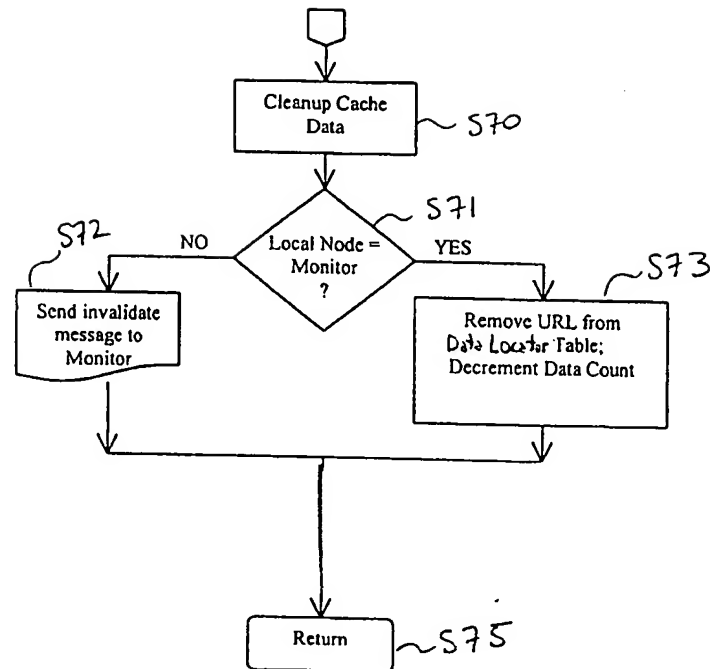 Cleanup Cache
Data
S70
S71
S72
NO
Local Node =
Monitor
?
YES
S73
Send invalidate
message to
Monitor
Remove URL from
Data Locator Table;
Decrement Data Count
Return
S75